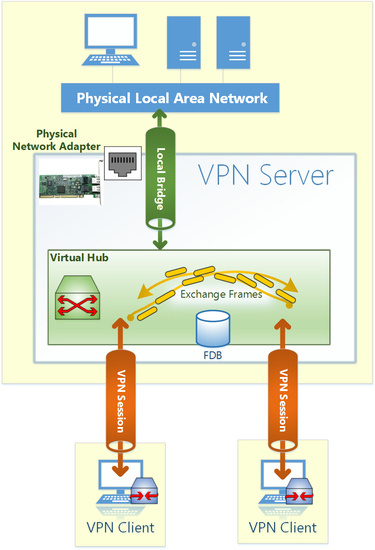 Physical Local Area Network
Physical
Network Adapter
Local Bridge
VPN Server
Virtual Hub
Exchange Frames
FDB
VPN Session
VPN Session
VPN Client
VPN Client